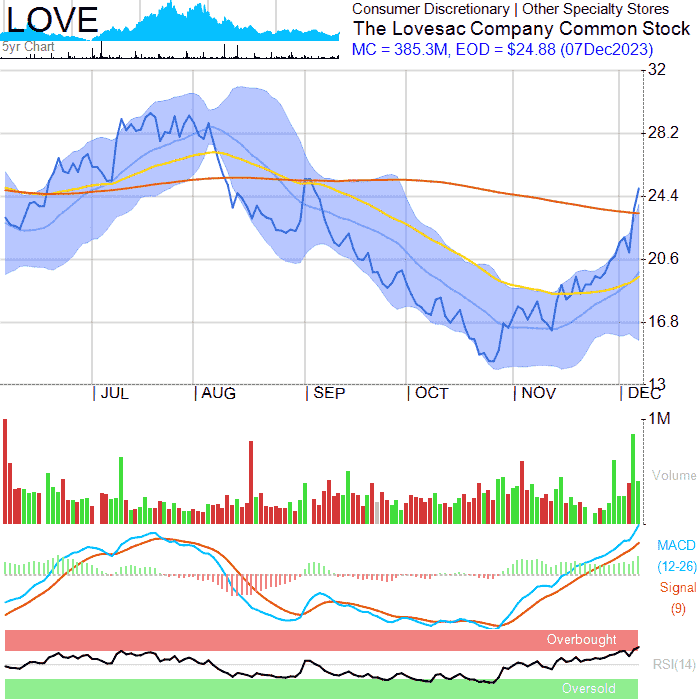 LOVE
5yr Chart
Consumer Discretionary | Other Specialty Stores
The Lovesac Company Common Stock
MC = 385.3M, EOD = $24.88 (07Dec2023)
32
28.2
24.4
20.6
16.8
13
JUL
AUG
SEP
OCT
NOV
DEC
1M
Volume
MACD
(12-26)
Signal
(9)
Overbought
RSI(14)
Oversold